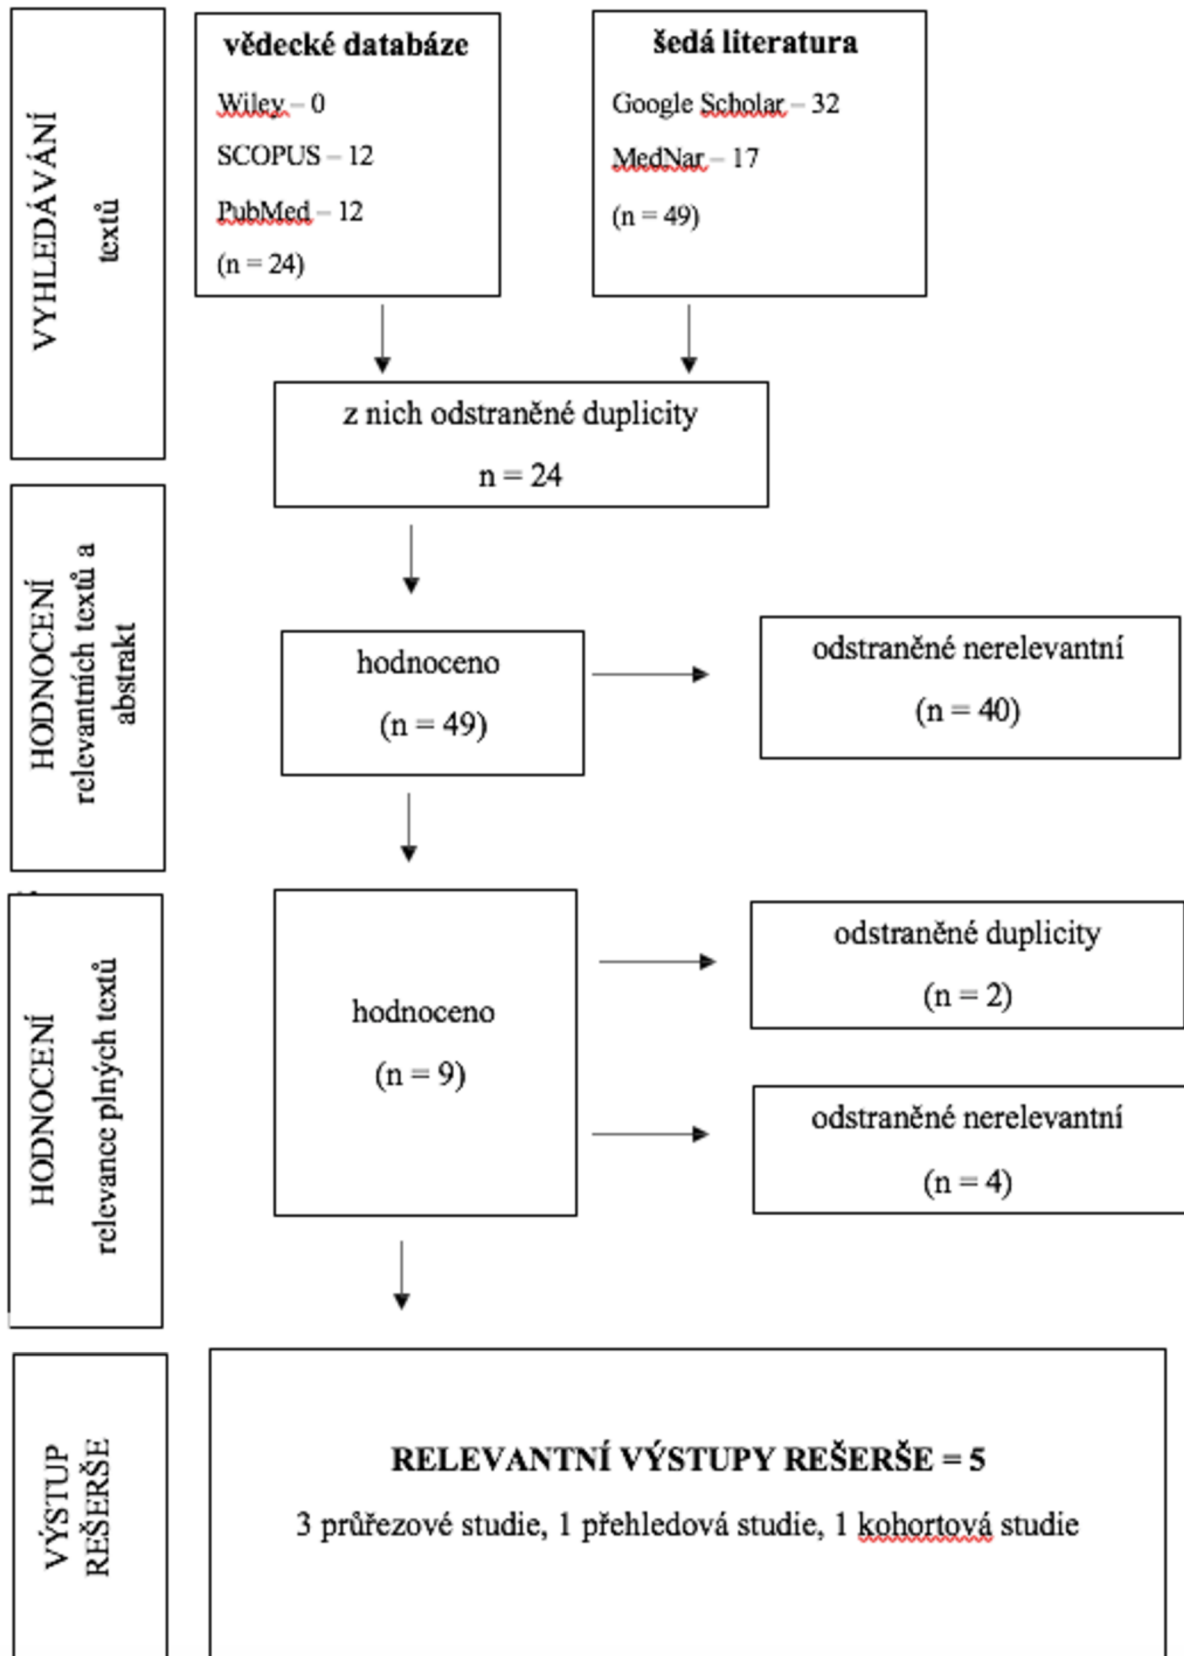 VYHLEDÁVÁNÍ
textů
vědecké databáze
Wiley – 0
SCOPUS – 12
PubMed – 12
(n = 24)
šedá literatura
Google Scholar – 32
MedNar – 17
(n = 49)
z nich odstraněné duplicity
n = 24
HODNOCENÍ
relevantních textů a
abstrakt
hodnoceno
(n = 49)
odstraněné nerelevantní
(n = 40)
HODNOCENÍ
relevance plných textů
hodnoceno
(n = 9)
odstraněné duplicity
(n = 2)
odstraněné nerelevantní
(n = 4)
VÝSTUP
REŠERŠE
RELEVANTNÍ VÝSTUPY REŠERŠE = 5
3 průřezové studie, 1 přehledová studie, 1 kohortová studie